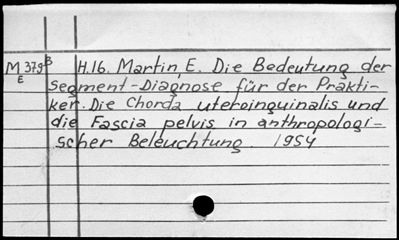 M 379 B H.16. Martin, E. Die Bedeutung der
E Segment-Diagnose für der Prakti-
ker. Die Chorda uteroinguinalis und
die Fascia pelvis in anthropologi-
scher Beleuchtung. 1954